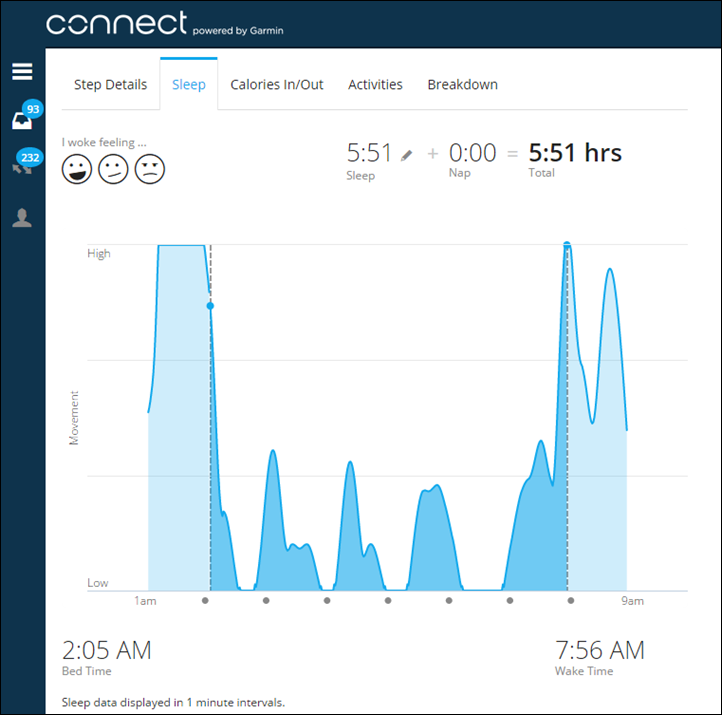 connect powered by Garmin
Step Details Sleep Calories In/Out Activities Breakdown
93
232
I woke feeling ...
5:51 + 0:00 = 5:51 hrs
Sleep Nap Total
High
Movement
Low
1am 9am
2:05 AM 7:56 AM
Bed Time Wake Time
Sleep data displayed in 1 minute intervals.